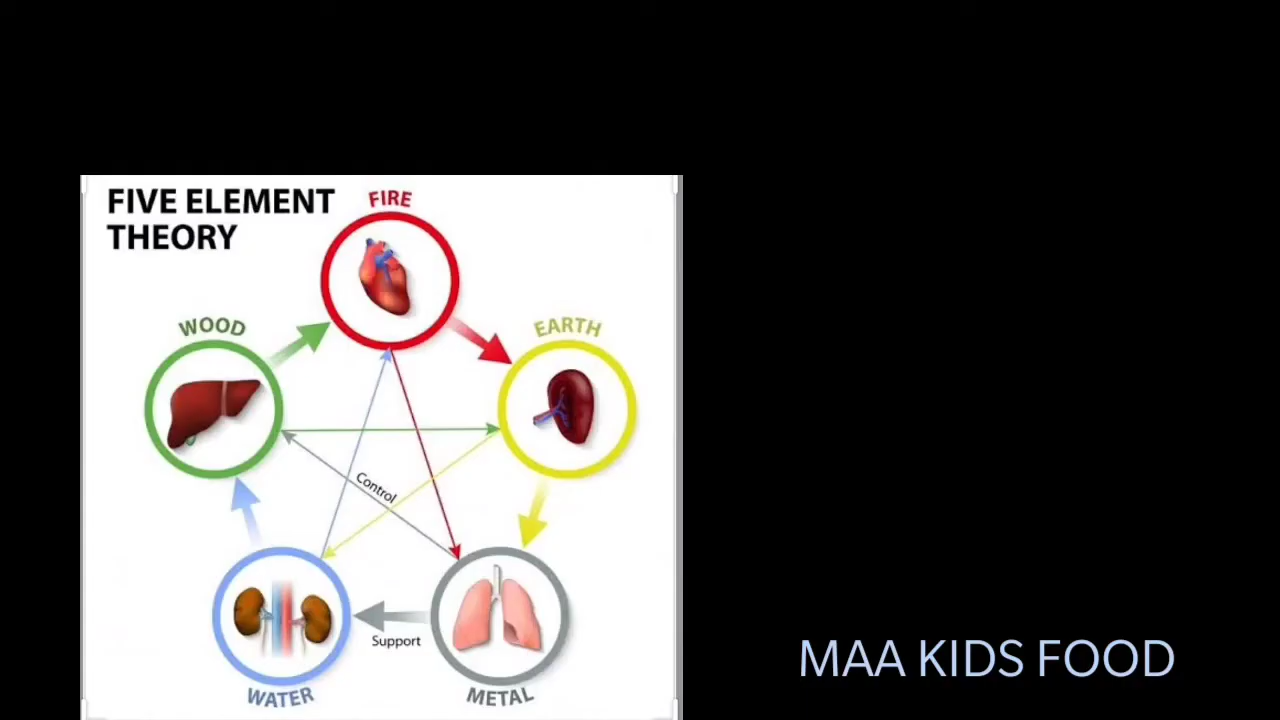 FIVE ELEMENT
THEORY
FIRE
WOOD
EARTH
Control
Support
WATER
METAL
MAA KIDS FOOD